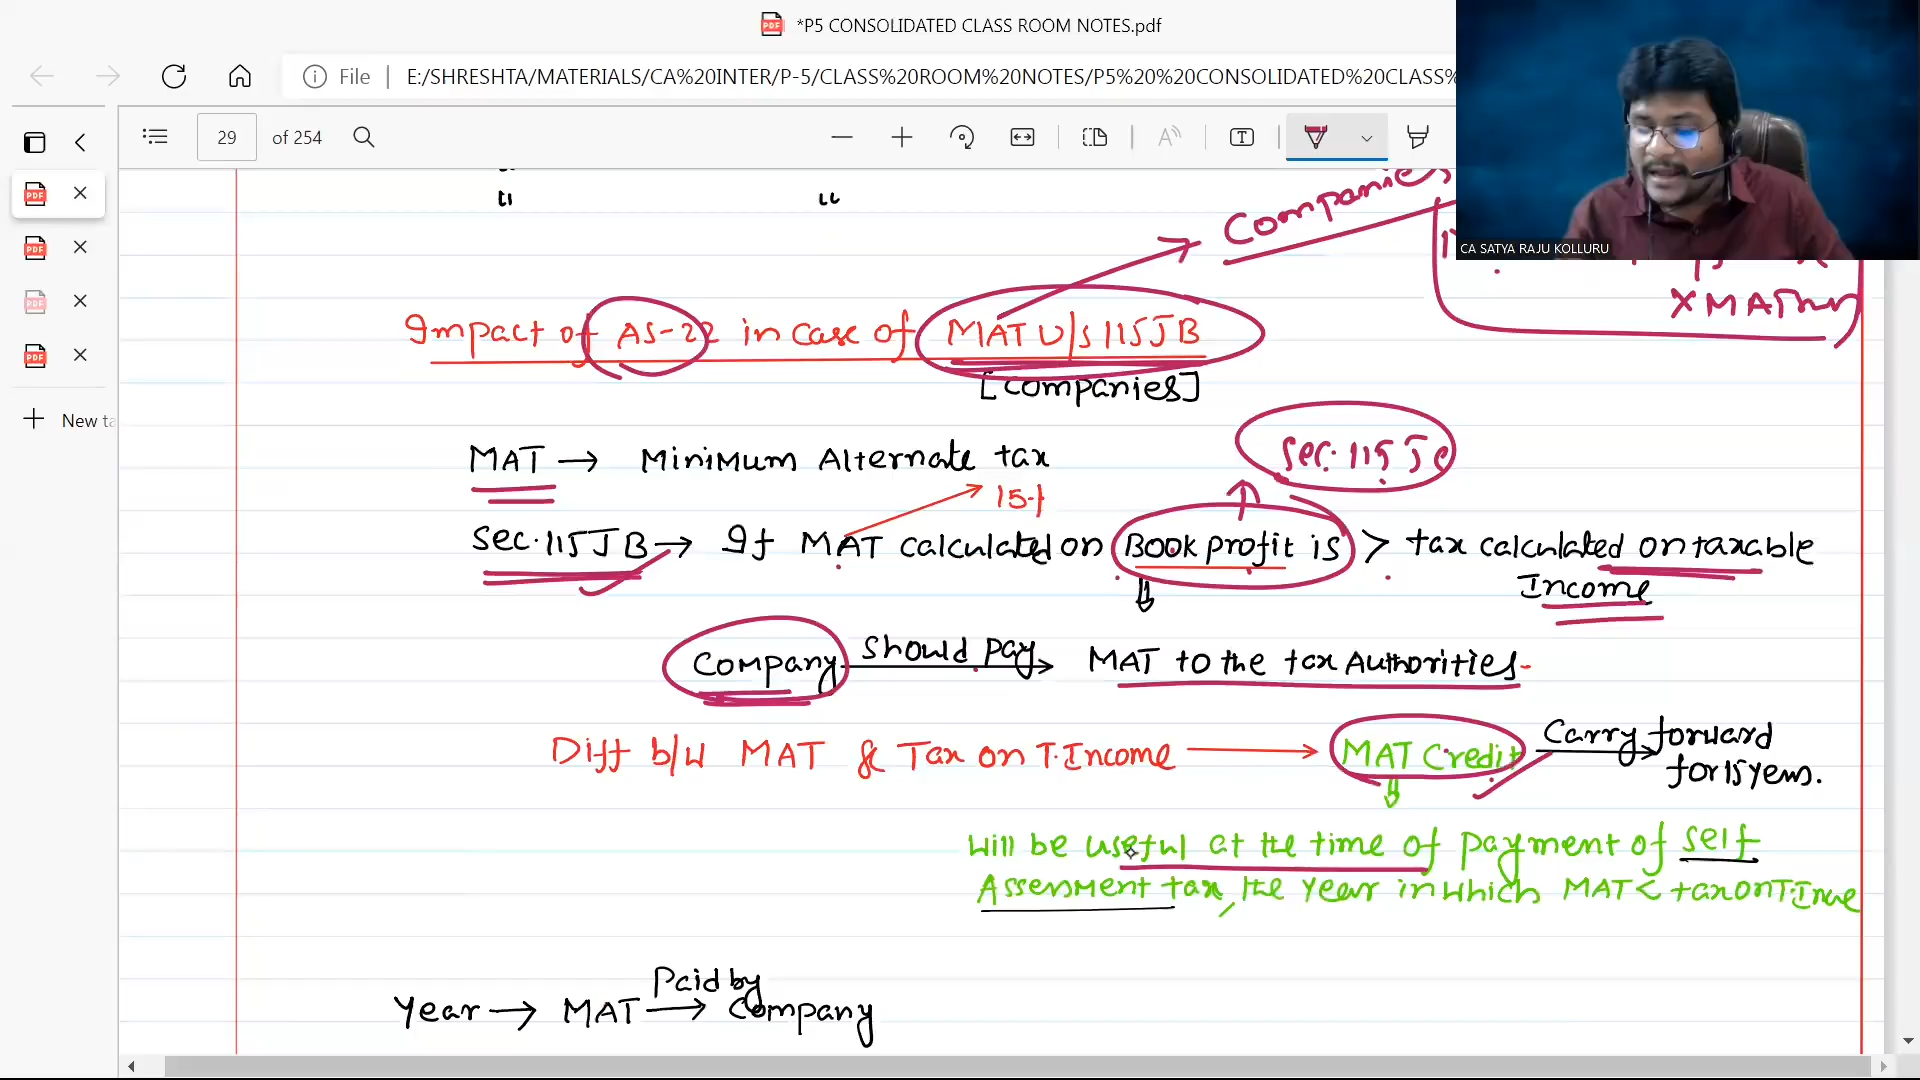 *P5 CONSOLIDATED CLASS ROOM NOTES.pdf
File E:/SHRESHTA/MATERIALS/CA%20INTER/P-5/CLASS%20ROOM%20NOTES/P5%20%20CONSOLIDATED%20CLASS%
29 of 254
New ta
Companies
XMAT
CA SATYA RAJU KOLLURU
Impact of AS-22 in case of MAT U/s 115JB
[Companies]
Sec. 115 JC
MAT → Minimum Alternate tax
15%
Sec. 115JB → If MAT calculated on Book profit is > tax calculated on taxable
Income
Company should pay → MAT to the tax Authorities
Diff b/w MAT & Tax on T.Income → MAT Credit Carry forward
for 15 years.
Will be useful at the time of payment of self
Assessment tax, the year in which MAT < tax on T.Income
Paid by
Year → MAT → Company